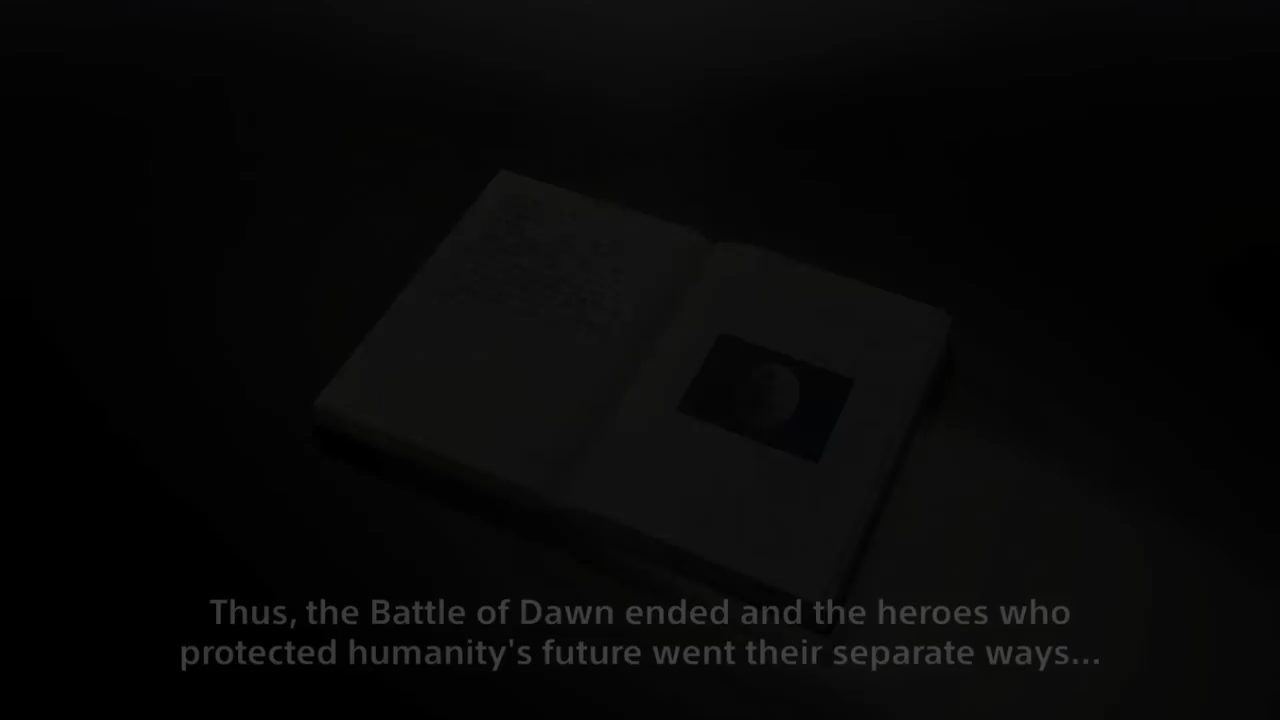 Thus, the Battle of Dawn ended and the heroes who
protected humanity's future went their separate ways...